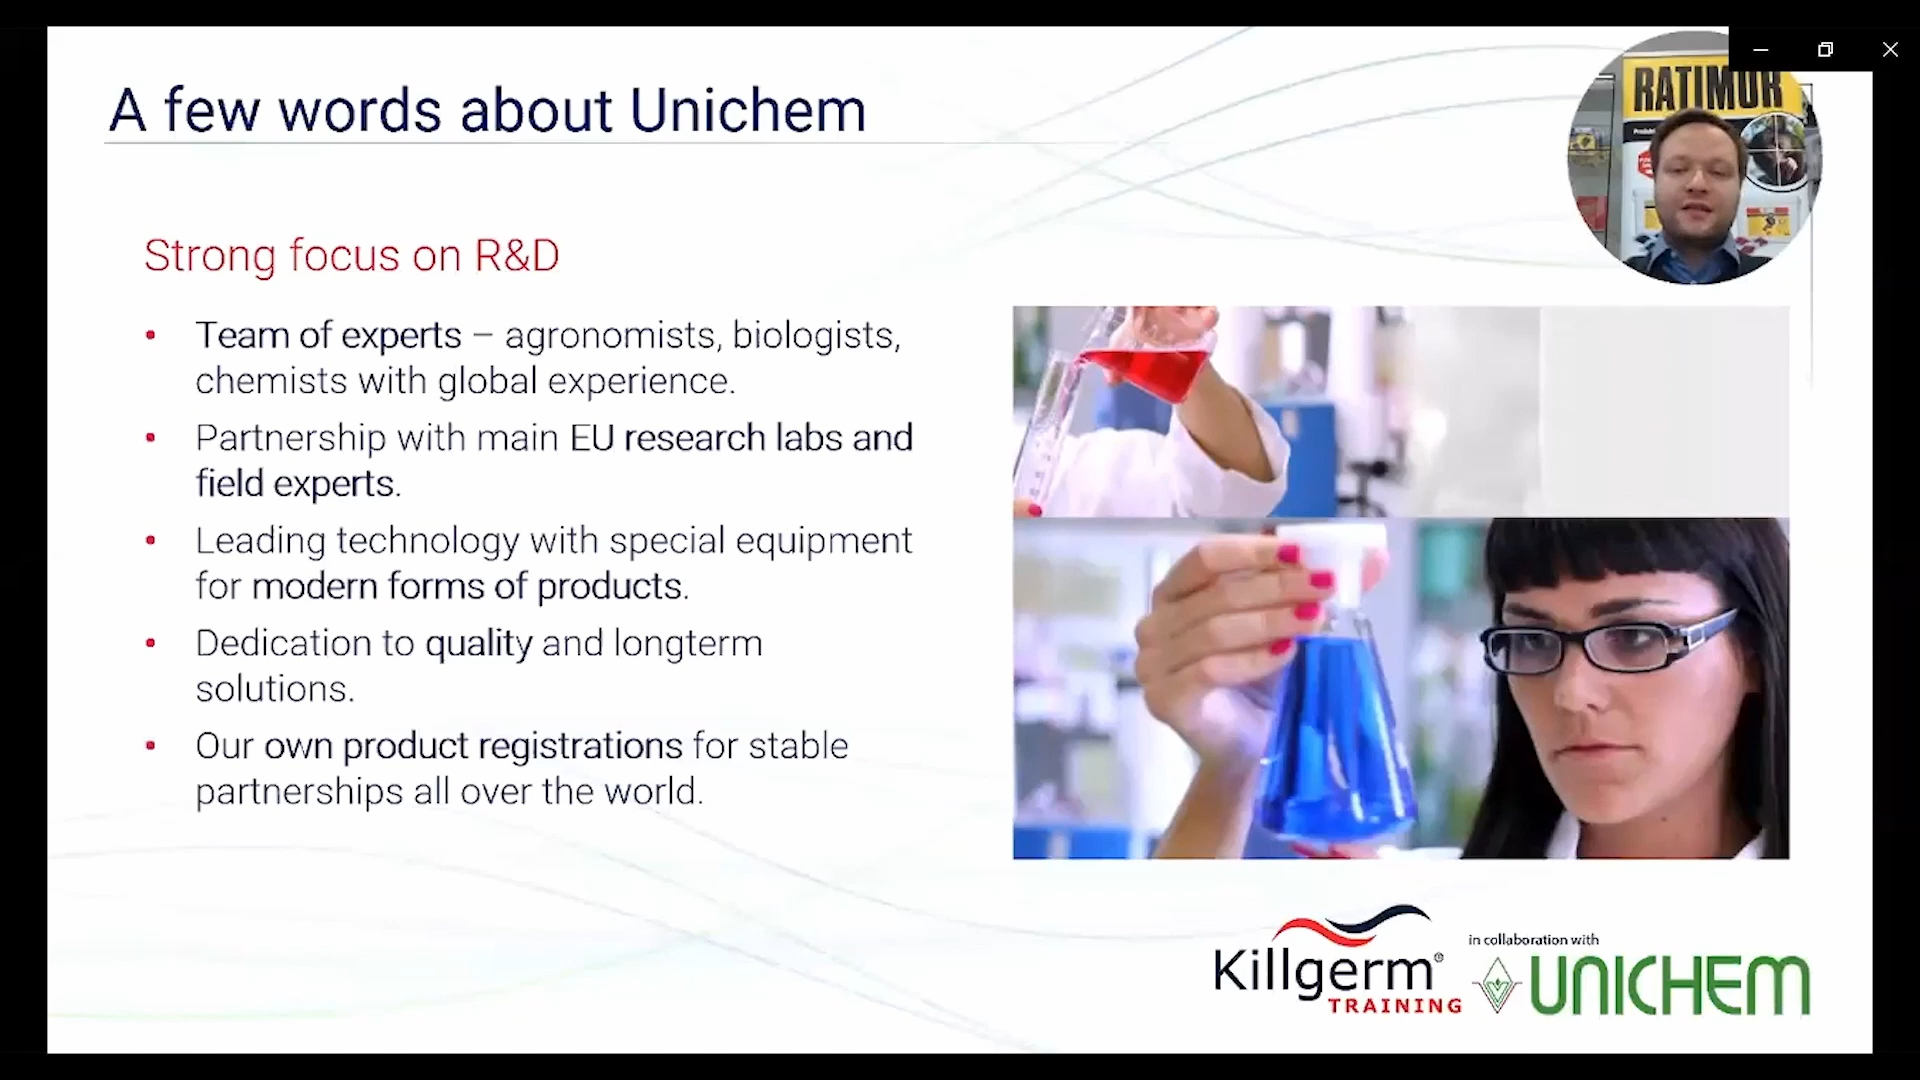 A few words about Unichem
RATIMOR
Strong focus on R&D
• Team of experts – agronomists, biologists,
chemists with global experience.
• Partnership with main EU research labs and
field experts.
• Leading technology with special equipment
for modern forms of products.
• Dedication to quality and longterm
solutions.
• Our own product registrations for stable
partnerships all over the world.
Killgerm®
TRAINING
in collaboration with
UNICHEM